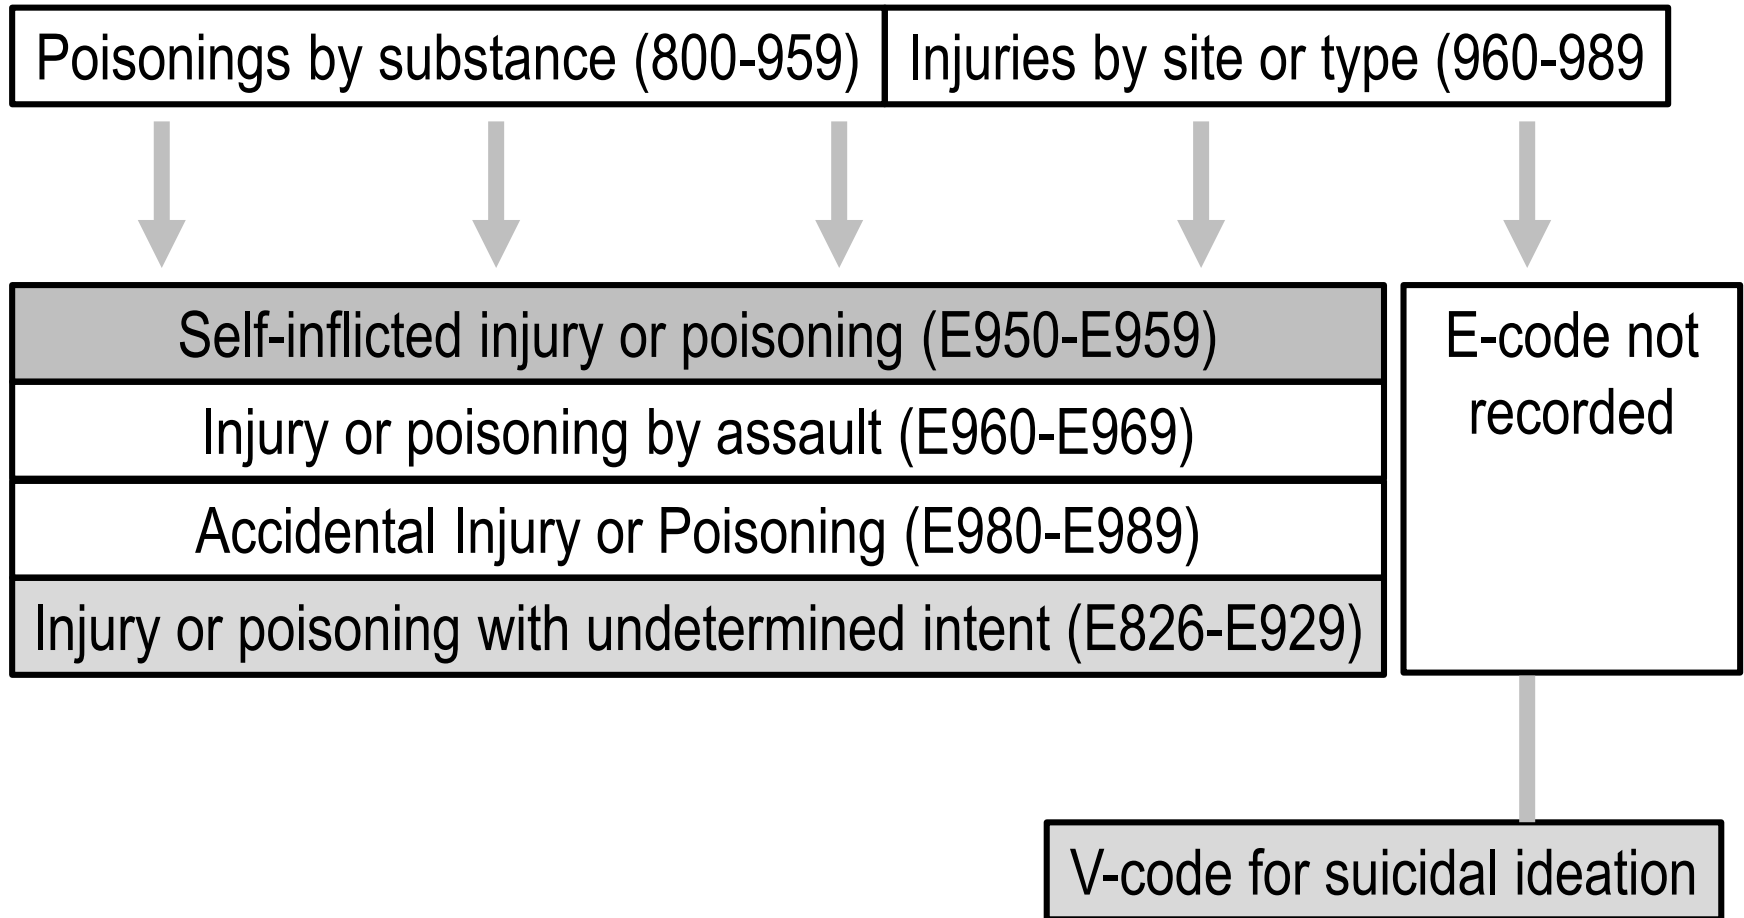 Poisonings by substance (800-959)
Injuries by site or type (960-989
Self-inflicted injury or poisoning (E950-E959)
E-code not
recorded
Injury or poisoning by assault (E960-E969)
Accidental Injury or Poisoning (E980-E989)
Injury or poisoning with undetermined intent (E826-E929)
V-code for suicidal ideation